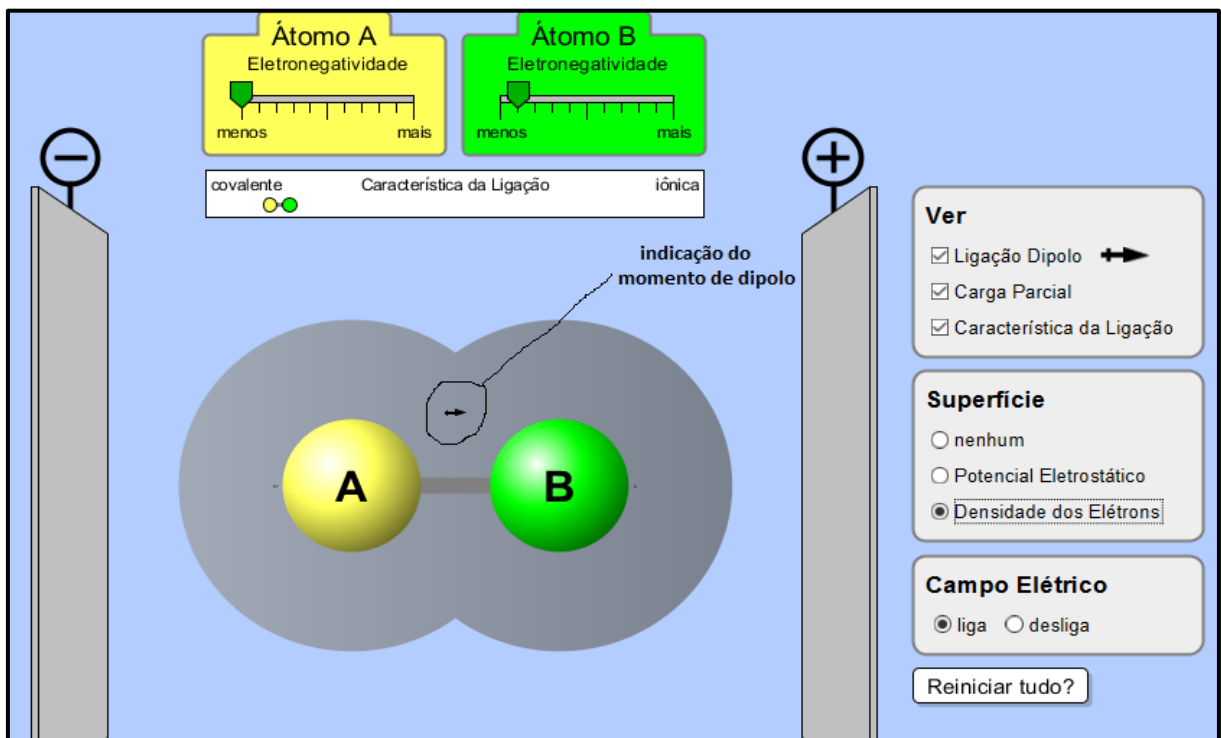 Átomo A
Eletronegatividade
menos mais
Átomo B
Eletronegatividade
menos mais
covalente Característica da Ligação iônica
−
+
indicação do
momento de dipolo
A
B
Ver
Ligação Dipolo
Carga Parcial
Característica da Ligação
Superfície
nenhum
Potencial Eletrostático
Densidade dos Elétrons
Campo Elétrico
liga desliga
Reiniciar tudo?